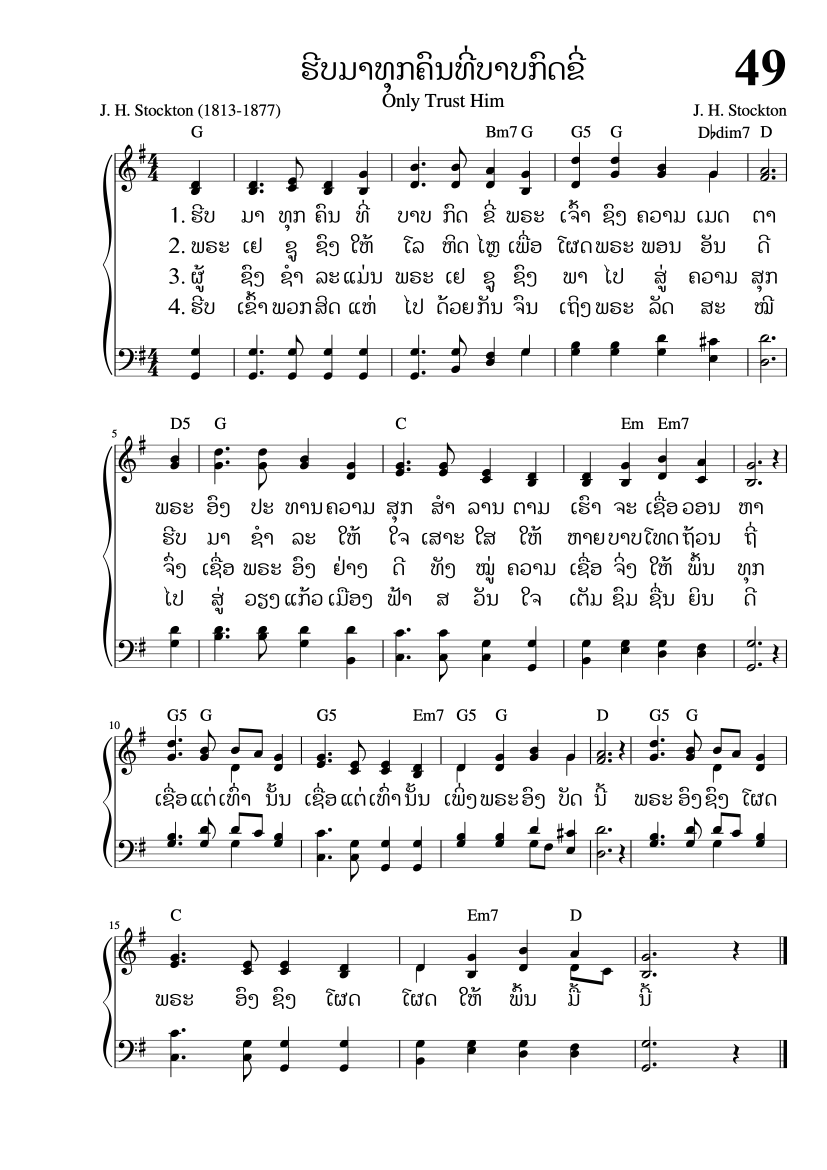 ຮີບມາທຸກຄົນທີ່ບາບກົດຂີ່
49
Only Trust Him
J. H. Stockton (1813-1877)
J. H. Stockton
G Bm7 G G5 G D♭dim7 D
1. ຮີບ ມາ ທຸກ ຄົນ ທີ່ ບາບ ກົດ ຂີ່ ພຣະ ເຈົ້າ ຊົງ ຄວາມ ເມດ ຕາ
2. ພຣະ ເຢ ຊູ ຊົງ ໃຫ້ ໂລ ຫິດ ໄຫຼ ເພື່ອ ໂຜດ ພຣະ ພອນ ອັນ ດີ
3. ຜູ້ ຊົງ ຊຳ ລະ ແມ່ນ ພຣະ ເຢ ຊູ ຊົງ ພາ ໄປ ສູ່ ຄວາມ ສຸກ
4. ຮີບ ເຂົ້າ ພວກ ສິດ ແຫ່ ໄປ ດ້ວຍ ກັນ ຈົນ ເຖິງ ພຣະ ລັດ ສະ ໝີ
5 D5 G C Em Em7
ພຣະ ອົງ ປະ ທານ ຄວາມ ສຸກ ສຳ ລານ ຕາມ ເຮົາ ຈະ ເຊື່ອ ວອນ ຫາ
ຮີບ ມາ ຊຳ ລະ ໃຫ້ ໃຈ ເສາະ ໃສ ໃຫ້ ຫາຍ ບາບ ໂທດ ຖ້ວນ ຖີ່
ຈົ່ງ ເຊື່ອ ພຣະ ອົງ ຢ່າງ ດີ ທັງ ໝູ່ ຄວາມ ເຊື່ອ ຈິ່ງ ໃຫ້ ພົ້ນ ທຸກ
ໄປ ສູ່ ວຽງ ແກ້ວ ເມືອງ ຟ້າ ສ ວັນ ໃຈ ເຕັມ ຊົມ ຊື່ນ ຍິນ ດີ
10 G5 G G5 Em7 G5 G D G5 G
ເຊື່ອ ແຕ່ ເທົ່າ ນັ້ນ ເຊື່ອ ແຕ່ ເທົ່າ ນັ້ນ ເພິ່ງ ພຣະ ອົງ ບັດ ນີ້ ພຣະ ອົງ ຊົງ ໂຜດ
15 C Em7 D
ພຣະ ອົງ ຊົງ ໂຜດ ໂຜດ ໃຫ້ ພົ້ນ ມື້ ນີ້